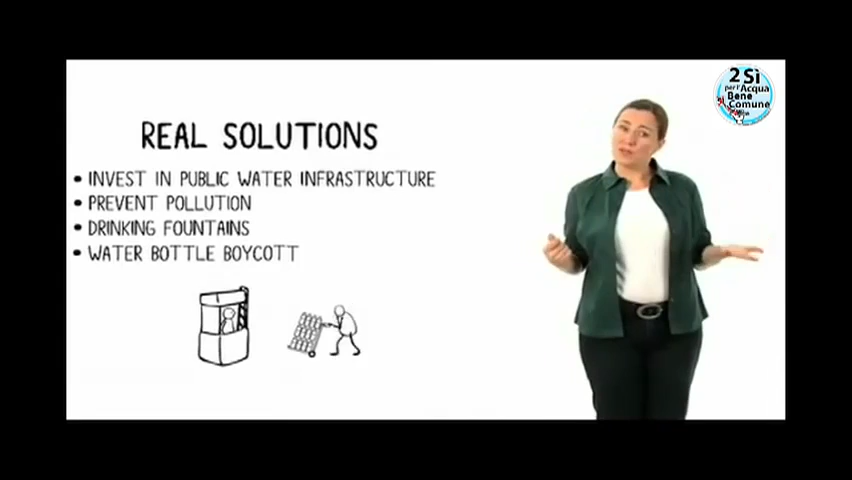 2 Sì
per l'Acqua
Bene
Comune
REAL SOLUTIONS
• INVEST IN PUBLIC WATER INFRASTRUCTURE
• PREVENT POLLUTION
• DRINKING FOUNTAINS
• WATER BOTTLE BOYCOTT